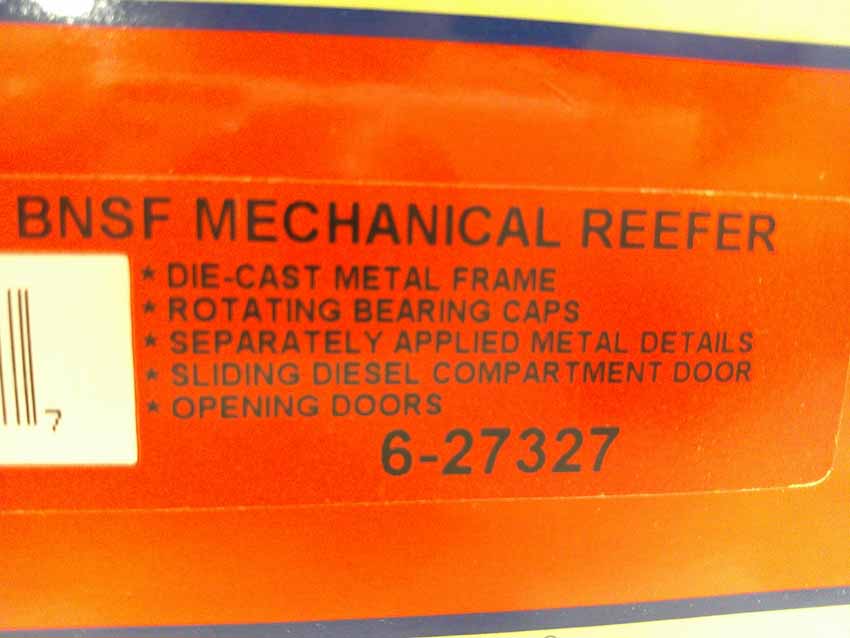 BNSF MECHANICAL REEFER
* DIE-CAST METAL FRAME
* ROTATING BEARING CAPS
* SEPARATELY APPLIED METAL DETAILS
* SLIDING DIESEL COMPARTMENT DOOR
* OPENING DOORS
7
6-27327